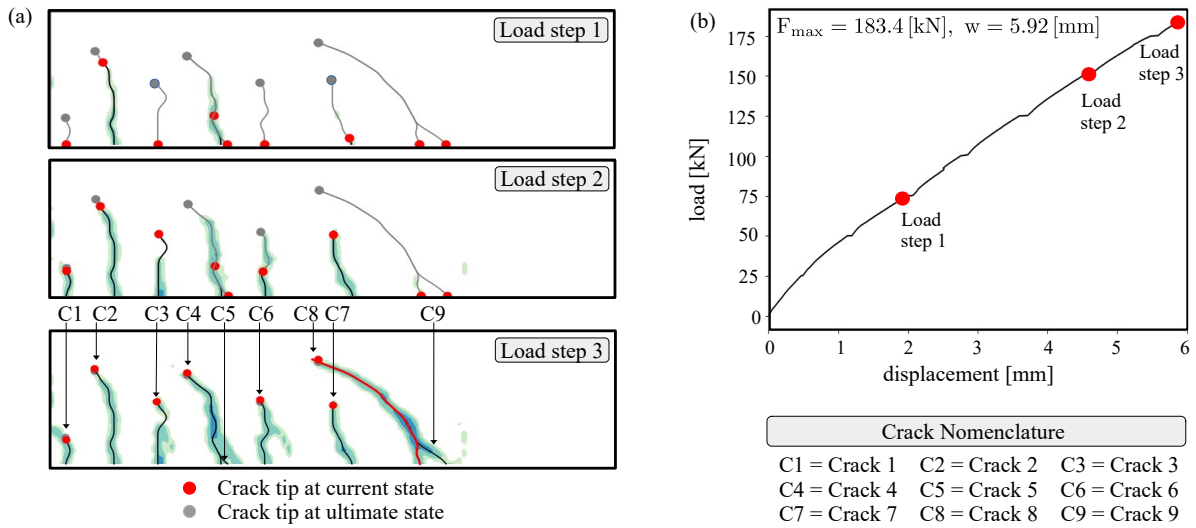 (a)
Load step 1
Load step 2
C1 C2 C3 C4 C5 C6 C8 C7 C9
Load step 3
Crack tip at current state
Crack tip at ultimate state
(b)
F_max = 183.4 [kN], w = 5.92 [mm]
175
150
125
100
75
50
25
0
load [kN]
Load
step 3
Load
step 2
Load
step 1
0 1 2 3 4 5 6
displacement [mm]
Crack Nomenclature
C1 = Crack 1 C2 = Crack 2 C3 = Crack 3
C4 = Crack 4 C5 = Crack 5 C6 = Crack 6
C7 = Crack 7 C8 = Crack 8 C9 = Crack 9